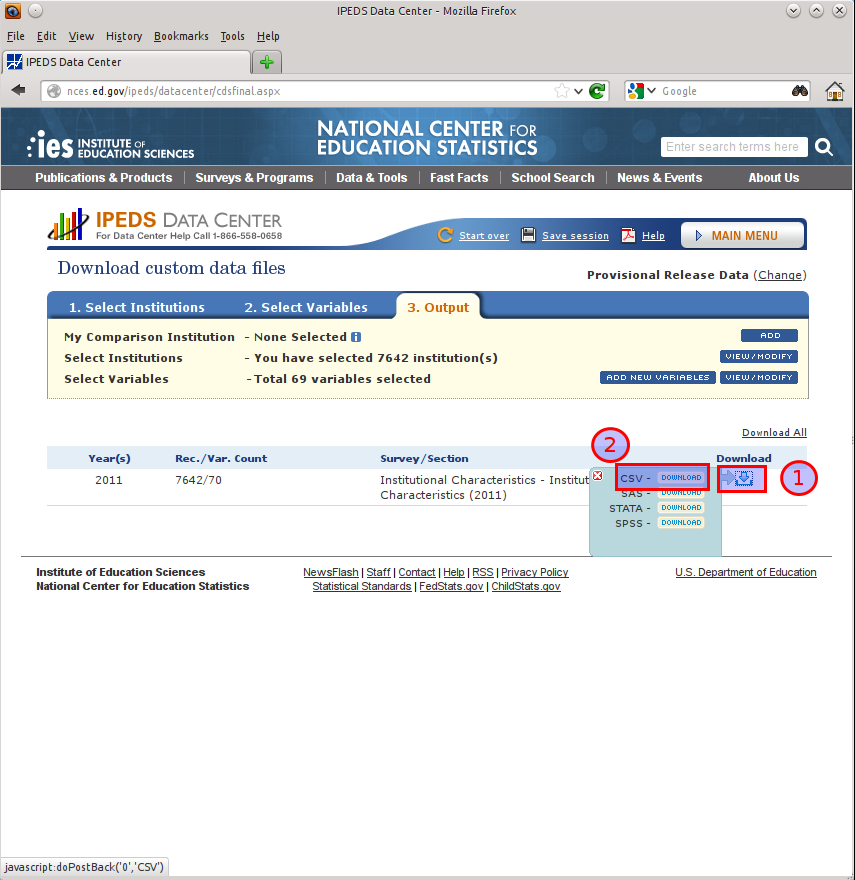 IPEDS Data Center - Mozilla Firefox
File Edit View History Bookmarks Tools Help
IPEDS Data Center
nces.ed.gov/ipeds/datacenter/cdsfinal.aspx Google
ies INSTITUTE OF EDUCATION SCIENCES
NATIONAL CENTER FOR
EDUCATION STATISTICS
Enter search terms here
Publications & Products Surveys & Programs Data & Tools Fast Facts School Search News & Events About Us
IPEDS DATA CENTER
For Data Center Help Call 1-866-558-0658
Start over Save session Help MAIN MENU
Download custom data files
Provisional Release Data (Change)
1. Select Institutions 2. Select Variables 3. Output
My Comparison Institution - None Selected i ADD
Select Institutions - You have selected 7642 institution(s) VIEW/MODIFY
Select Variables - Total 69 variables selected ADD NEW VARIABLES VIEW/MODIFY
Download All
2
Year(s) Rec./Var. Count Survey/Section Download
2011 7642/70 Institutional Characteristics - Institut
Characteristics (2011)
CSV - DOWNLOAD
1
SAS - DOWNLOAD
STATA - DOWNLOAD
SPSS - DOWNLOAD
Institute of Education Sciences
National Center for Education Statistics
NewsFlash | Staff | Contact | Help | RSS | Privacy Policy
Statistical Standards | FedStats.gov | ChildStats.gov
U.S. Department of Education
javascript:doPostBack('0','CSV')